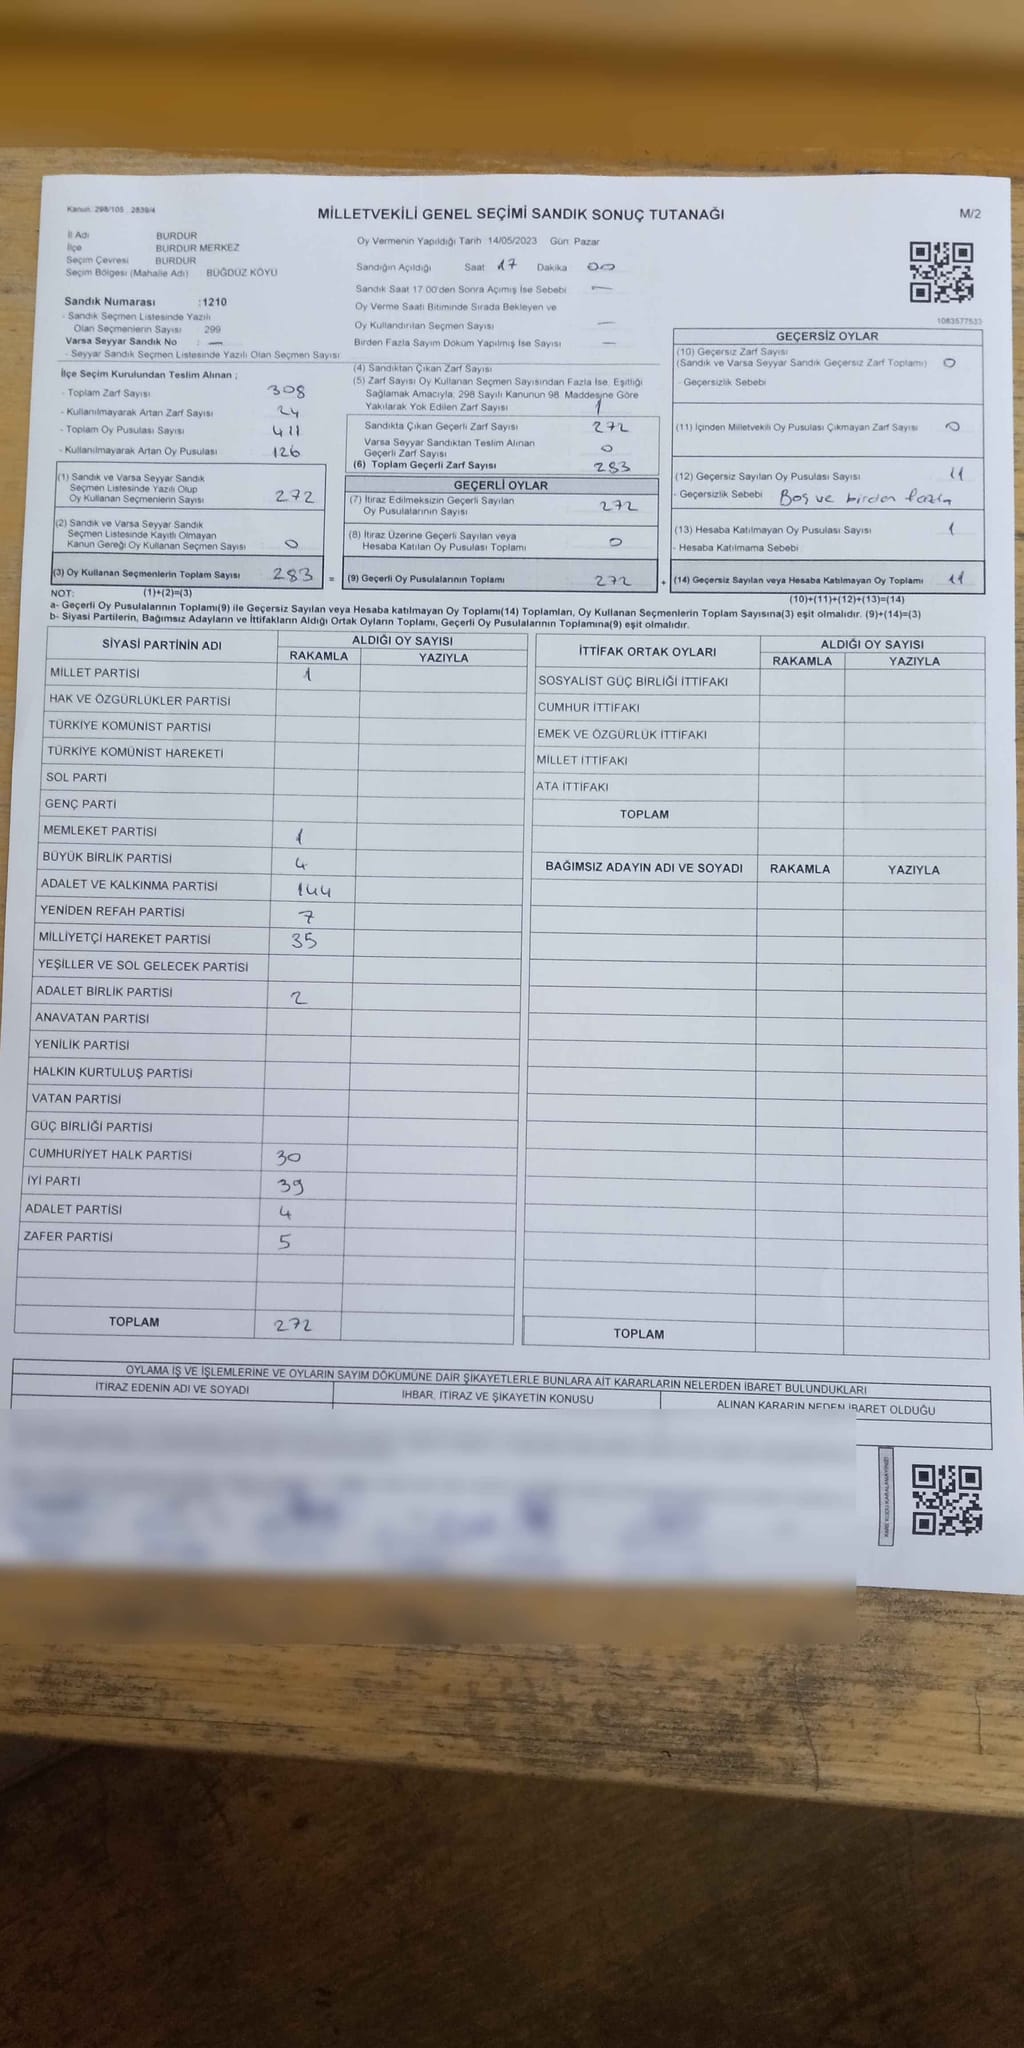 Kanun: 298/105 , 2839/4
MİLLETVEKİLİ GENEL SEÇİMİ SANDIK SONUÇ TUTANAĞI
M/2
İl Adı BURDUR
İlçe BURDUR MERKEZ
Seçim Çevresi BURDUR
Seçim Bölgesi (Mahalle Adı) BÜĞDÜZ KÖYÜ
Sandık Numarası :1210
- Sandık Seçmen Listesinde Yazılı
Olan Seçmenlerin Sayısı 299
Varsa Seyyar Sandık No : —
- Seyyar Sandık Seçmen Listesinde Yazılı Olan Seçmen Sayısı
İlçe Seçim Kurulundan Teslim Alınan ;
- Toplam Zarf Sayısı 308
- Kullanılmayarak Artan Zarf Sayısı 24
- Toplam Oy Pusulası Sayısı 411
- Kullanılmayarak Artan Oy Pusulası 126
(1) Sandık ve Varsa Seyyar Sandık
Seçmen Listesinde Yazılı Olup
Oy Kullanan Seçmenlerin Sayısı 272
(2) Sandık ve Varsa Seyyar Sandık
Seçmen Listesinde Kayıtlı Olmayan
Kanun Gereği Oy Kullanan Seçmen Sayısı 0
(3) Oy Kullanan Seçmenlerin Toplam Sayısı 283 =
Oy Vermenin Yapıldığı Tarih 14/05/2023 Gün: Pazar
Sandığın Açıldığı Saat 17 Dakika 00
Sandık Saat 17 00'den Sonra Açımış İse Sebebi —
Oy Verme Saati Bitiminde Sırada Bekleyen ve
Oy Kullandırılan Seçmen Sayısı —
Birden Fazla Sayım Döküm Yapılmış İse Sayısı —
(4) Sandıktan Çıkan Zarf Sayısı
(5) Zarf Sayısı Oy Kullanan Seçmen Sayısından Fazla İse, Eşitliği
Sağlamak Amacıyla, 298 Sayılı Kanunun 98. Maddesine Göre
Yakılarak Yok Edilen Zarf Sayısı 1
Sandıkta Çıkan Geçerli Zarf Sayısı 272
Varsa Seyyar Sandıktan Teslim Alınan
Geçerli Zarf Sayısı 0
(6) Toplam Geçerli Zarf Sayısı 283
GEÇERLİ OYLAR
(7) İtiraz Edilmeksizin Geçerli Sayılan
Oy Pusulalarının Sayısı 272
(8) İtiraz Üzerine Geçerli Sayılan veya
Hesaba Katılan Oy Pusulası Toplamı 0
(9) Geçerli Oy Pusulalarının Toplamı 272 +
1083577533
GEÇERSİZ OYLAR
(10) Geçersiz Zarf Sayısı
(Sandık ve Varsa Seyyar Sandık Geçersiz Zarf Toplamı) 0
- Geçersizlik Sebebi
(11) İçinden Milletvekili Oy Pusulası Çıkmayan Zarf Sayısı 0
(12) Geçersiz Sayılan Oy Pusulası Sayısı 11
- Geçersizlik Sebebi Boş ve birden fazla
(13) Hesaba Katılmayan Oy Pusulası Sayısı 1
- Hesaba Katılmama Sebebi
(14) Geçersiz Sayılan veya Hesaba Katılmayan Oy Toplamı 11
NOT: (1)+(2)=(3) (10)+(11)+(12)+(13)=(14)
a- Geçerli Oy Pusulalarının Toplamı(9) ile Geçersiz Sayılan veya Hesaba katılmayan Oy Toplamı(14) Toplamları, Oy Kullanan Seçmenlerin Toplam Sayısına(3) eşit olmalıdır. (9)+(14)=(3)
b- Siyasi Partilerin, Bağımsız Adayların ve İttifakların Aldığı Ortak Oyların Toplamı, Geçerli Oy Pusulalarının Toplamına(9) eşit olmalıdır.
SİYASİ PARTİNİN ADI ALDIĞI OY SAYISI
RAKAMLA YAZIYLA
MİLLET PARTİSİ 1
HAK VE ÖZGÜRLÜKLER PARTİSİ
TÜRKİYE KOMÜNİST PARTİSİ
TÜRKİYE KOMÜNİST HAREKETİ
SOL PARTİ
GENÇ PARTİ
MEMLEKET PARTİSİ 1
BÜYÜK BİRLİK PARTİSİ 4
ADALET VE KALKINMA PARTİSİ 144
YENİDEN REFAH PARTİSİ 7
MİLLİYETÇİ HAREKET PARTİSİ 35
YEŞİLLER VE SOL GELECEK PARTİSİ
ADALET BİRLİK PARTİSİ 2
ANAVATAN PARTİSİ
YENİLİK PARTİSİ
HALKIN KURTULUŞ PARTİSİ
VATAN PARTİSİ
GÜÇ BİRLİĞİ PARTİSİ
CUMHURİYET HALK PARTİSİ 30
İYİ PARTİ 39
ADALET PARTİSİ 4
ZAFER PARTİSİ 5
TOPLAM 272
İTTİFAK ORTAK OYLARI ALDIĞI OY SAYISI
RAKAMLA YAZIYLA
SOSYALİST GÜÇ BİRLİĞİ İTTİFAKI
CUMHUR İTTİFAKI
EMEK VE ÖZGÜRLÜK İTTİFAKI
MİLLET İTTİFAKI
ATA İTTİFAKI
TOPLAM
BAĞIMSIZ ADAYIN ADI VE SOYADI RAKAMLA YAZIYLA
TOPLAM
OYLAMA İŞ VE İŞLEMLERİNE VE OYLARIN SAYIM DÖKÜMÜNE DAİR ŞİKAYETLERLE BUNLARA AİT KARARLARIN NELERDEN İBARET BULUNDUKLARI
İTİRAZ EDENİN ADI VE SOYADI İHBAR, İTİRAZ VE ŞİKAYETİN KONUSU ALINAN KARARIN NEDEN İBARET OLDUĞU
KARE KODU KARALAMAYINIZ!